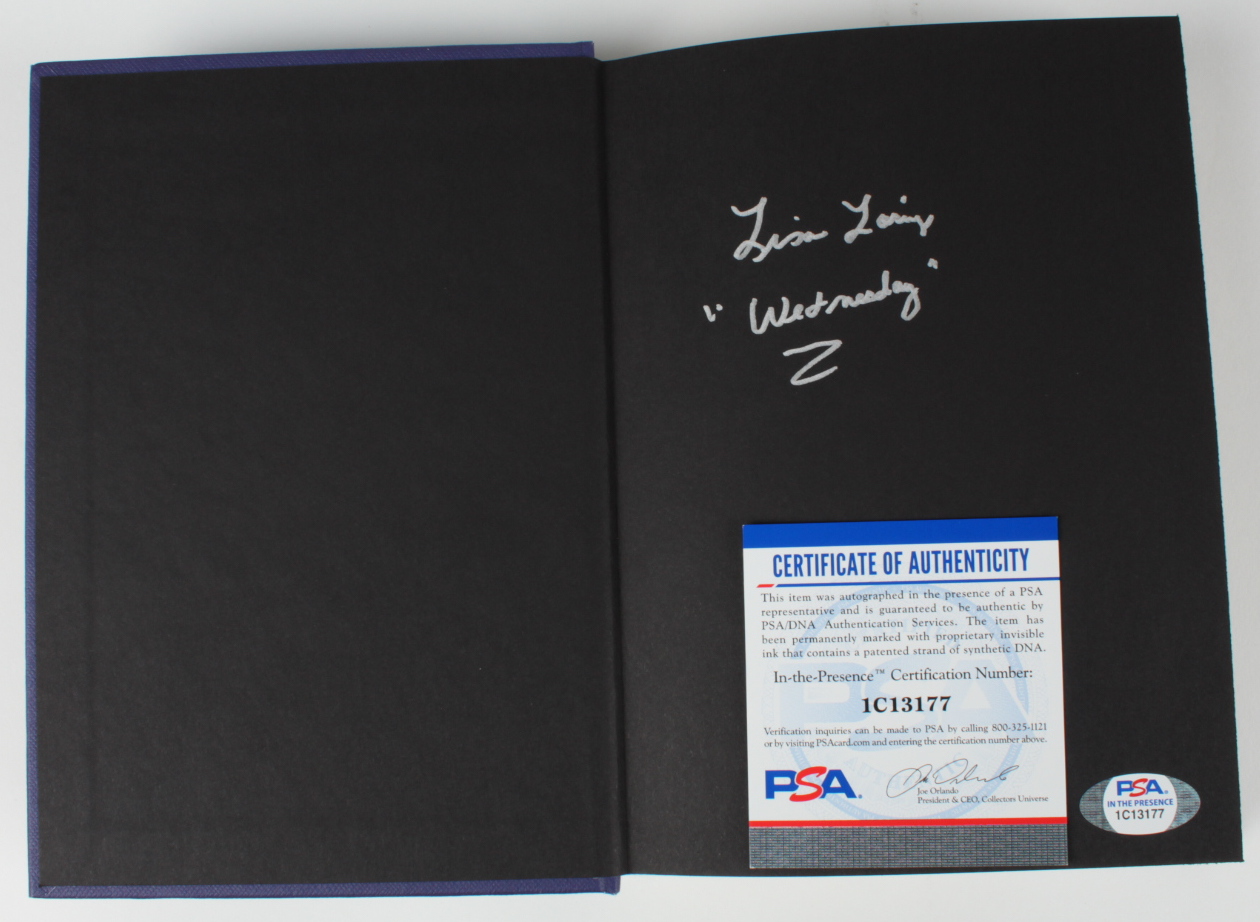 Lisa Loring
"Wednesday"
CERTIFICATE OF AUTHENTICITY
This item was autographed in the presence of a PSA
representative and is guaranteed to be authentic by
PSA/DNA Authentication Services. The item has
been permanently marked with proprietary invisible
ink that contains a patented strand of synthetic DNA.
In-the-Presence™ Certification Number:
1C13177
Verification inquiries can be made to PSA by calling 800-325-1121
or by visiting PSAcard.com and entering the certification number above.
PSA
Joe Orlando
President & CEO, Collectors Universe
PSA
IN THE PRESENCE
1C13177